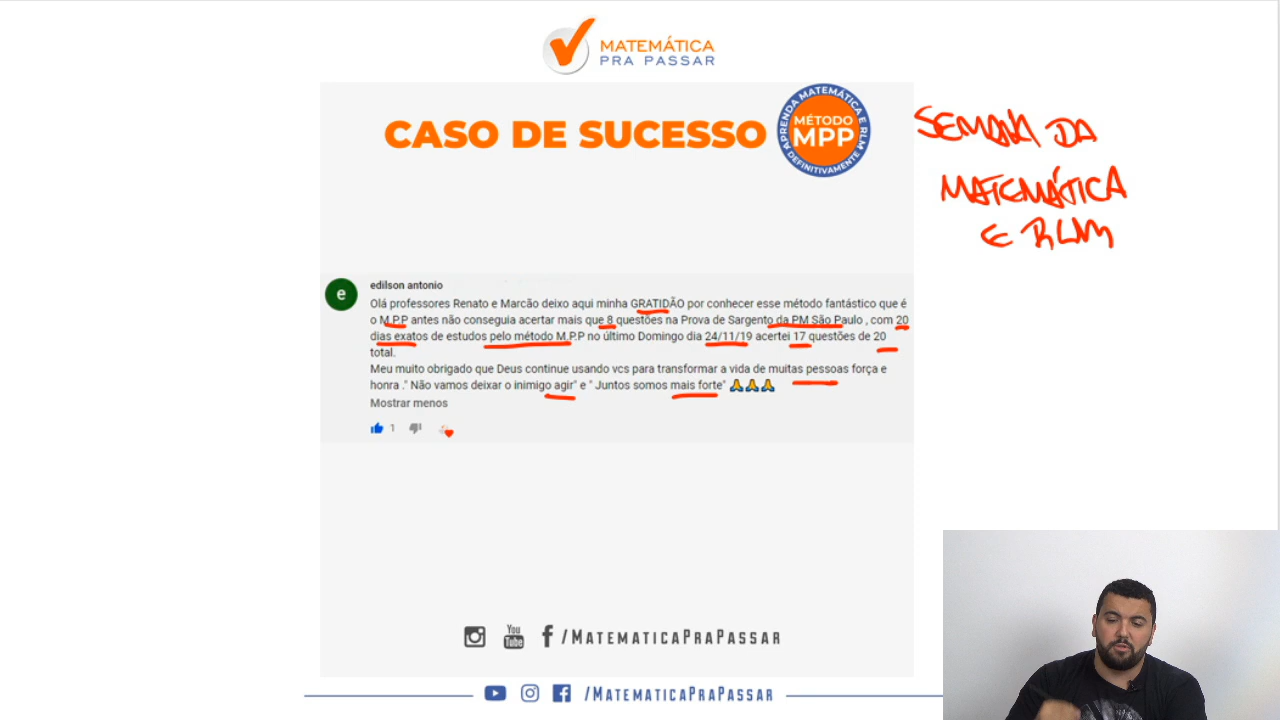 MATEMÁTICA
PRA PASSAR
CASO DE SUCESSO
APRENDA MATEMÁTICA E RLM
MÉTODO
MPP
DEFINITIVAMENTE
SEMANA DA
MATEMÁTICA
E RLM
e
edilson antonio
Olá professores Renato e Marcão deixo aqui minha GRATIDÃO por conhecer esse método fantástico que é
o M.P.P antes não conseguia acertar mais que 8 questões na Prova de Sargento da PM São Paulo , com 20
dias exatos de estudos pelo método M.P.P no último Domingo dia 24/11/19 acertei 17 questões de 20
total.
Meu muito obrigado que Deus continue usando vcs para transformar a vida de muitas pessoas força e
honra ." Não vamos deixar o inimigo agir" e " Juntos somos mais forte" 🙏🙏🙏
Mostrar menos
1
You
Tube
/MATEMATICAPRAPASSAR
/MATEMATICAPRAPASSAR